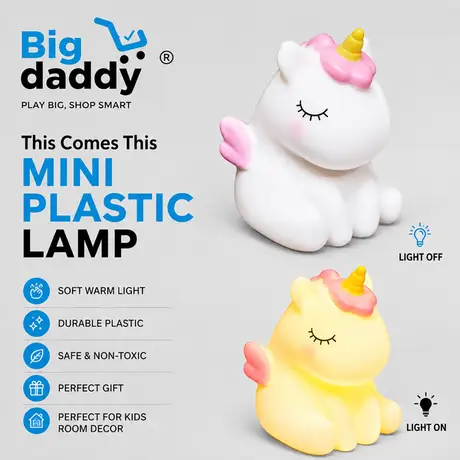 Big
daddy
®
PLAY BIG, SHOP SMART
This Comes This
MINI
PLASTIC
LAMP
SOFT WARM LIGHT
DURABLE PLASTIC
SAFE & NON-TOXIC
PERFECT GIFT
PERFECT FOR KIDS
ROOM DECOR
LIGHT OFF
LIGHT ON